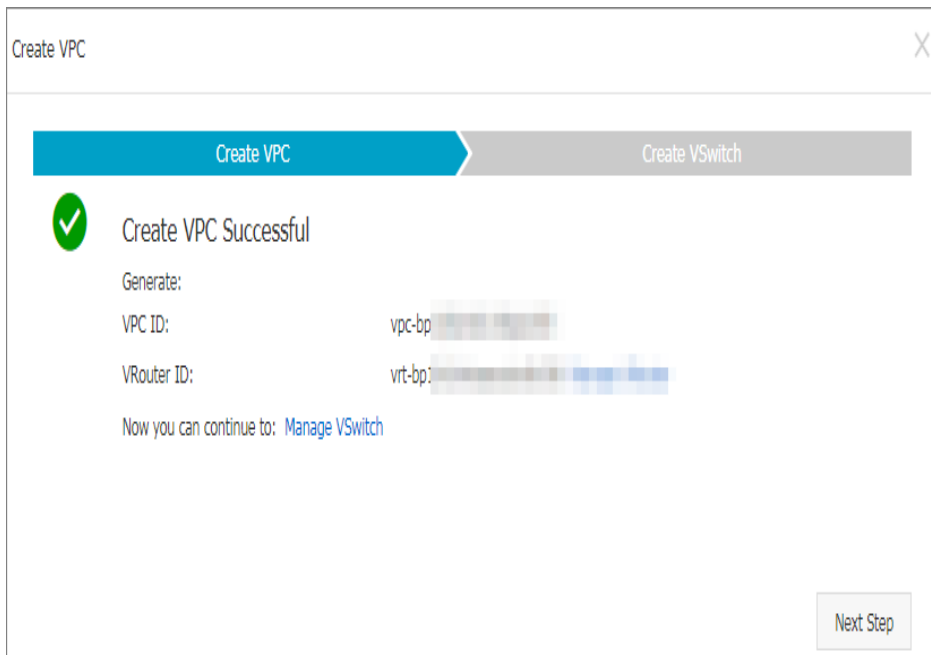 Create VPC X
Create VPC Create VSwitch
Create VPC Successful
Generate:
VPC ID: vpc-bp
VRouter ID: vrt-bp1
Now you can continue to: Manage VSwitch
Next Step